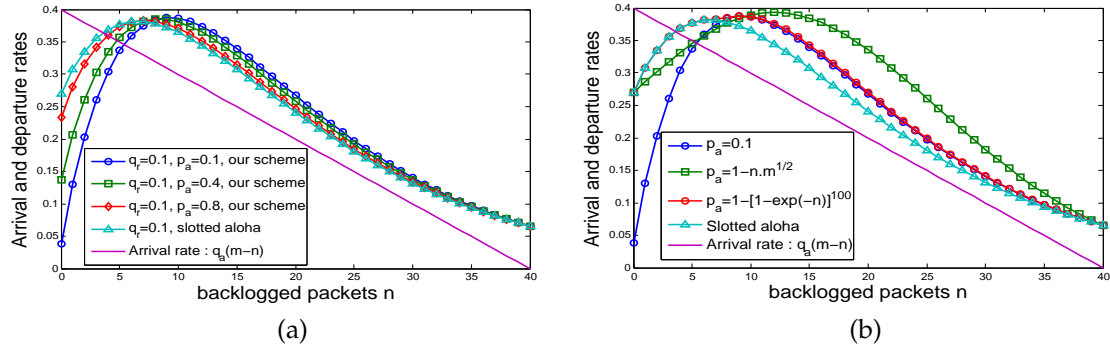 Arrival and departure rates
0.4
0.35
0.3
0.25
0.2
0.15
0.1
0.05
0
0 5 10 15 20 25 30 35 40
backlogged packets n
q_r=0.1, p_a=0.1, our scheme
q_r=0.1, p_a=0.4, our scheme
q_r=0.1, p_a=0.8, our scheme
q_r=0.1, slotted aloha
Arrival rate : q_a(m−n)
(a)
Arrival and departure rates
0.4
0.35
0.3
0.25
0.2
0.15
0.1
0.05
0
0 5 10 15 20 25 30 35 40
backlogged packets n
p_a=0.1
p_a=1−n.m^{1/2}
p_a=1−[1−exp(−n)]^{100}
Slotted aloha
Arrival rate : q_a(m−n)
(b)